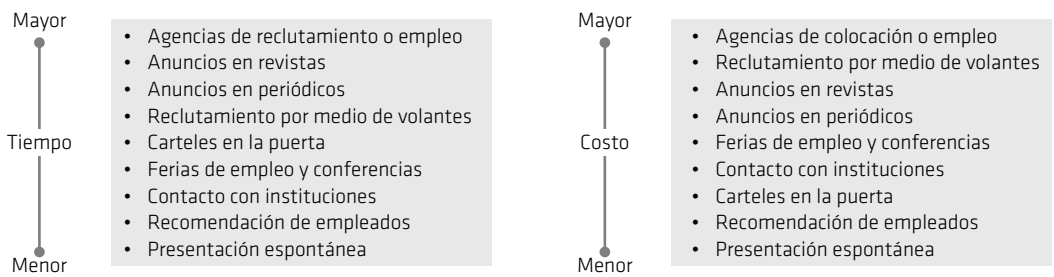 Mayor
Tiempo
Menor
• Agencias de reclutamiento o empleo
• Anuncios en revistas
• Anuncios en periódicos
• Reclutamiento por medio de volantes
• Carteles en la puerta
• Ferias de empleo y conferencias
• Contacto con instituciones
• Recomendación de empleados
• Presentación espontánea
Mayor
Costo
Menor
• Agencias de colocación o empleo
• Reclutamiento por medio de volantes
• Anuncios en revistas
• Anuncios en periódicos
• Ferias de empleo y conferencias
• Contacto con instituciones
• Carteles en la puerta
• Recomendación de empleados
• Presentación espontánea